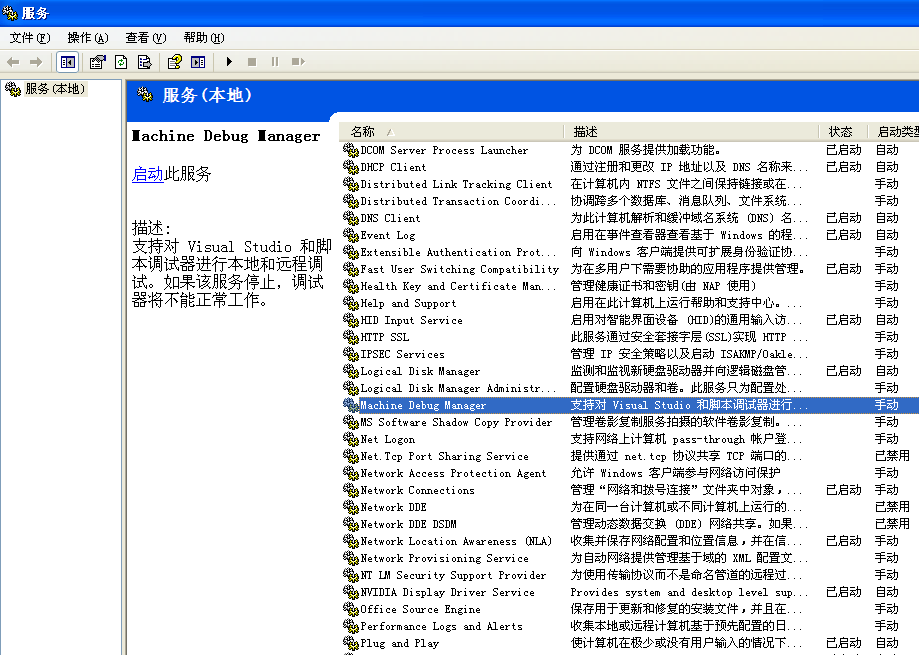 服务
文件(F) 操作(A) 查看(V) 帮助(H)
服务(本地)
服务(本地)
Machine Debug Manager
启动此服务
描述:
支持对 Visual Studio 和脚
本调试器进行本地和远程调
试。如果该服务停止，调试
器将不能正常工作。
名称 描述 状态 启动类型
DCOM Server Process Launcher 为 DCOM 服务提供加载功能。 已启动 自动
DHCP Client 通过注册和更改 IP 地址以及 DNS 名称来... 已启动 自动
Distributed Link Tracking Client 在计算机内 NTFS 文件之间保持链接或在... 手动
Distributed Transaction Coordi... 协调跨多个数据库、消息队列、文件系统... 手动
DNS Client 为此计算机解析和缓冲域名系统 (DNS) 名... 已启动 自动
Event Log 启用在事件查看器查看基于 Windows 的程... 已启动 自动
Extensible Authentication Prot... 向 Windows 客户端提供可扩展身份验证协... 手动
Fast User Switching Compatibility 为在多用户下需要协助的应用程序提供管理。 已启动 手动
Health Key and Certificate Man... 管理健康证书和密钥(由 NAP 使用) 手动
Help and Support 启用在此计算机上运行帮助和支持中心。... 手动
HID Input Service 启用对智能界面设备 (HID)的通用输入访... 已启动 自动
HTTP SSL 此服务通过安全套接字层(SSL)实现 HTTP ... 手动
IPSEC Services 管理 IP 安全策略以及启动 ISAKMP/Oakle... 手动
Logical Disk Manager 监测和监视新硬盘驱动器并向逻辑磁盘管... 已启动 自动
Logical Disk Manager Administr... 配置硬盘驱动器和卷。此服务只为配置处... 手动
Machine Debug Manager 支持对 Visual Studio 和脚本调试器进行... 手动
MS Software Shadow Copy Provider 管理卷影复制服务拍摄的软件卷影复制。... 手动
Net Logon 支持网络上计算机 pass-through 帐户登... 手动
Net.Tcp Port Sharing Service 提供通过 net.tcp 协议共享 TCP 端口的... 已禁用
Network Access Protection Agent 允许 Windows 客户端参与网络访问保护 手动
Network Connections 管理“网络和拨号连接”文件夹中对象，... 已启动 手动
Network DDE 为在同一台计算机或不同计算机上运行的... 已禁用
Network DDE DSDM 管理动态数据交换 (DDE) 网络共享。如果... 已禁用
Network Location Awareness (NLA) 收集并保存网络配置和位置信息，并在信... 已启动 手动
Network Provisioning Service 为自动网络提供管理基于域的 XML 配置文... 手动
NT LM Security Support Provider 为使用传输协议而不是命名管道的远程过... 手动
NVIDIA Display Driver Service Provides system and desktop level sup... 已启动 自动
Office Source Engine 保存用于更新和修复的安装文件，并且在... 手动
Performance Logs and Alerts 收集本地或远程计算机基于预先配置的日... 手动
Plug and Play 使计算机在极少或没有用户输入的情况下... 已启动 自动